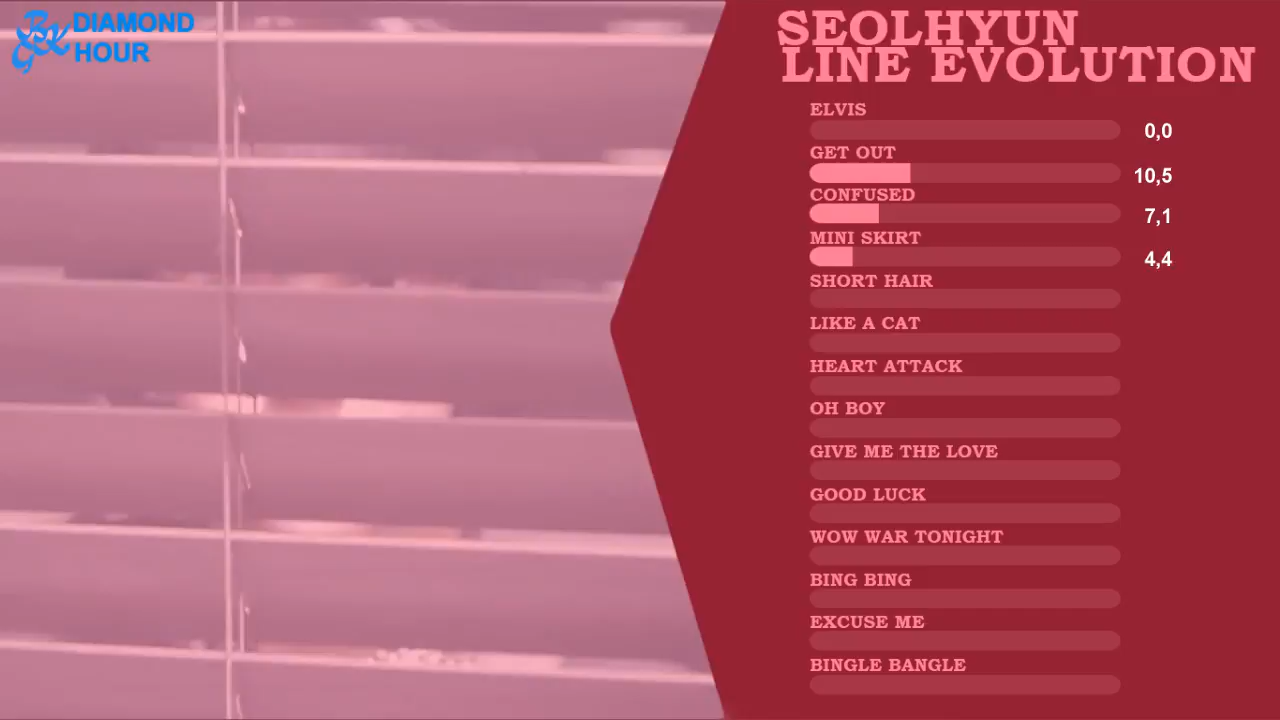 DIAMOND
HOUR
SEOLHYUN
LINE EVOLUTION
ELVIS
0,0
GET OUT
10,5
CONFUSED
7,1
MINI SKIRT
4,4
SHORT HAIR
LIKE A CAT
HEART ATTACK
OH BOY
GIVE ME THE LOVE
GOOD LUCK
WOW WAR TONIGHT
BING BING
EXCUSE ME
BINGLE BANGLE